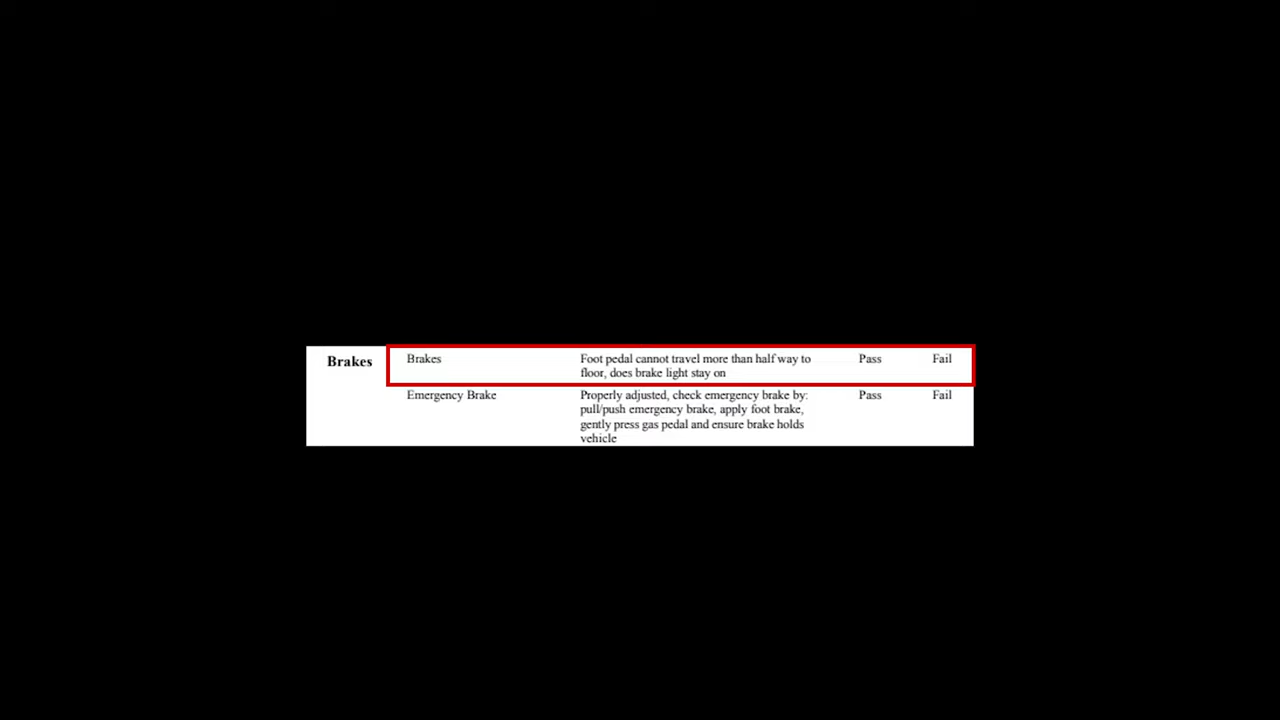 Brakes Brakes Foot pedal cannot travel more than half way to Pass Fail
floor, does brake light stay on
Emergency Brake Properly adjusted, check emergency brake by: Pass Fail
pull/push emergency brake, apply foot brake,
gently press gas pedal and ensure brake holds
vehicle